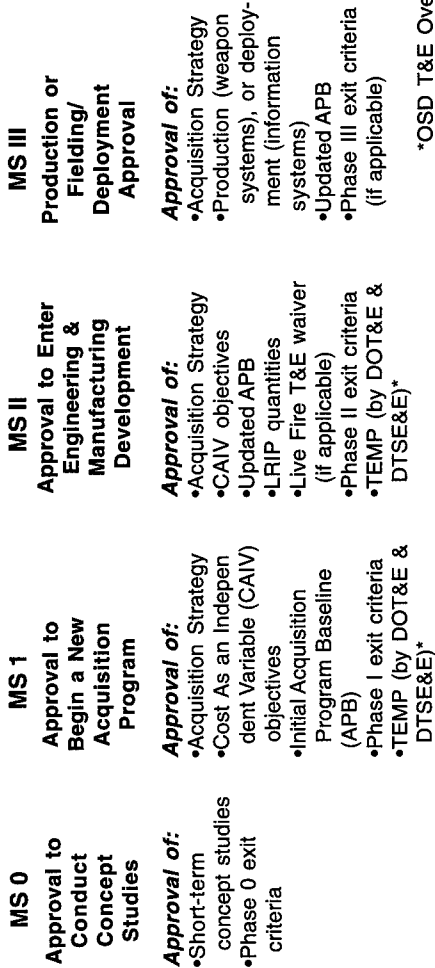 MS 0
Approval to
Conduct
Concept
Studies
Approval of:
•Short-term
concept studies
•Phase 0 exit
criteria
MS 1
Approval to
Begin a New
Acquisition
Program
Approval of:
•Acquisition Strategy
•Cost As an Indepen
dent Variable (CAIV)
objectives
•Initial Acquisition
Program Baseline
(APB)
•Phase I exit criteria
•TEMP (by DOT&E &
DTSE&E)*
MS II
Approval to Enter
Engineering &
Manufacturing
Development
Approval of:
•Acquisition Strategy
•CAIV objectives
•Updated APB
•LRIP quantities
•Live Fire T&E waiver
(if applicable)
•Phase II exit criteria
•TEMP (by DOT&E &
DTSE&E)*
MS III
Production or
Fielding/
Deployment
Approval
Approval of:
•Acquisition Strategy
•Production (weapon
systems), or deploy-
ment (information
systems)
•Updated APB
•Phase III exit criteria
(if applicable)
*OSD T&E